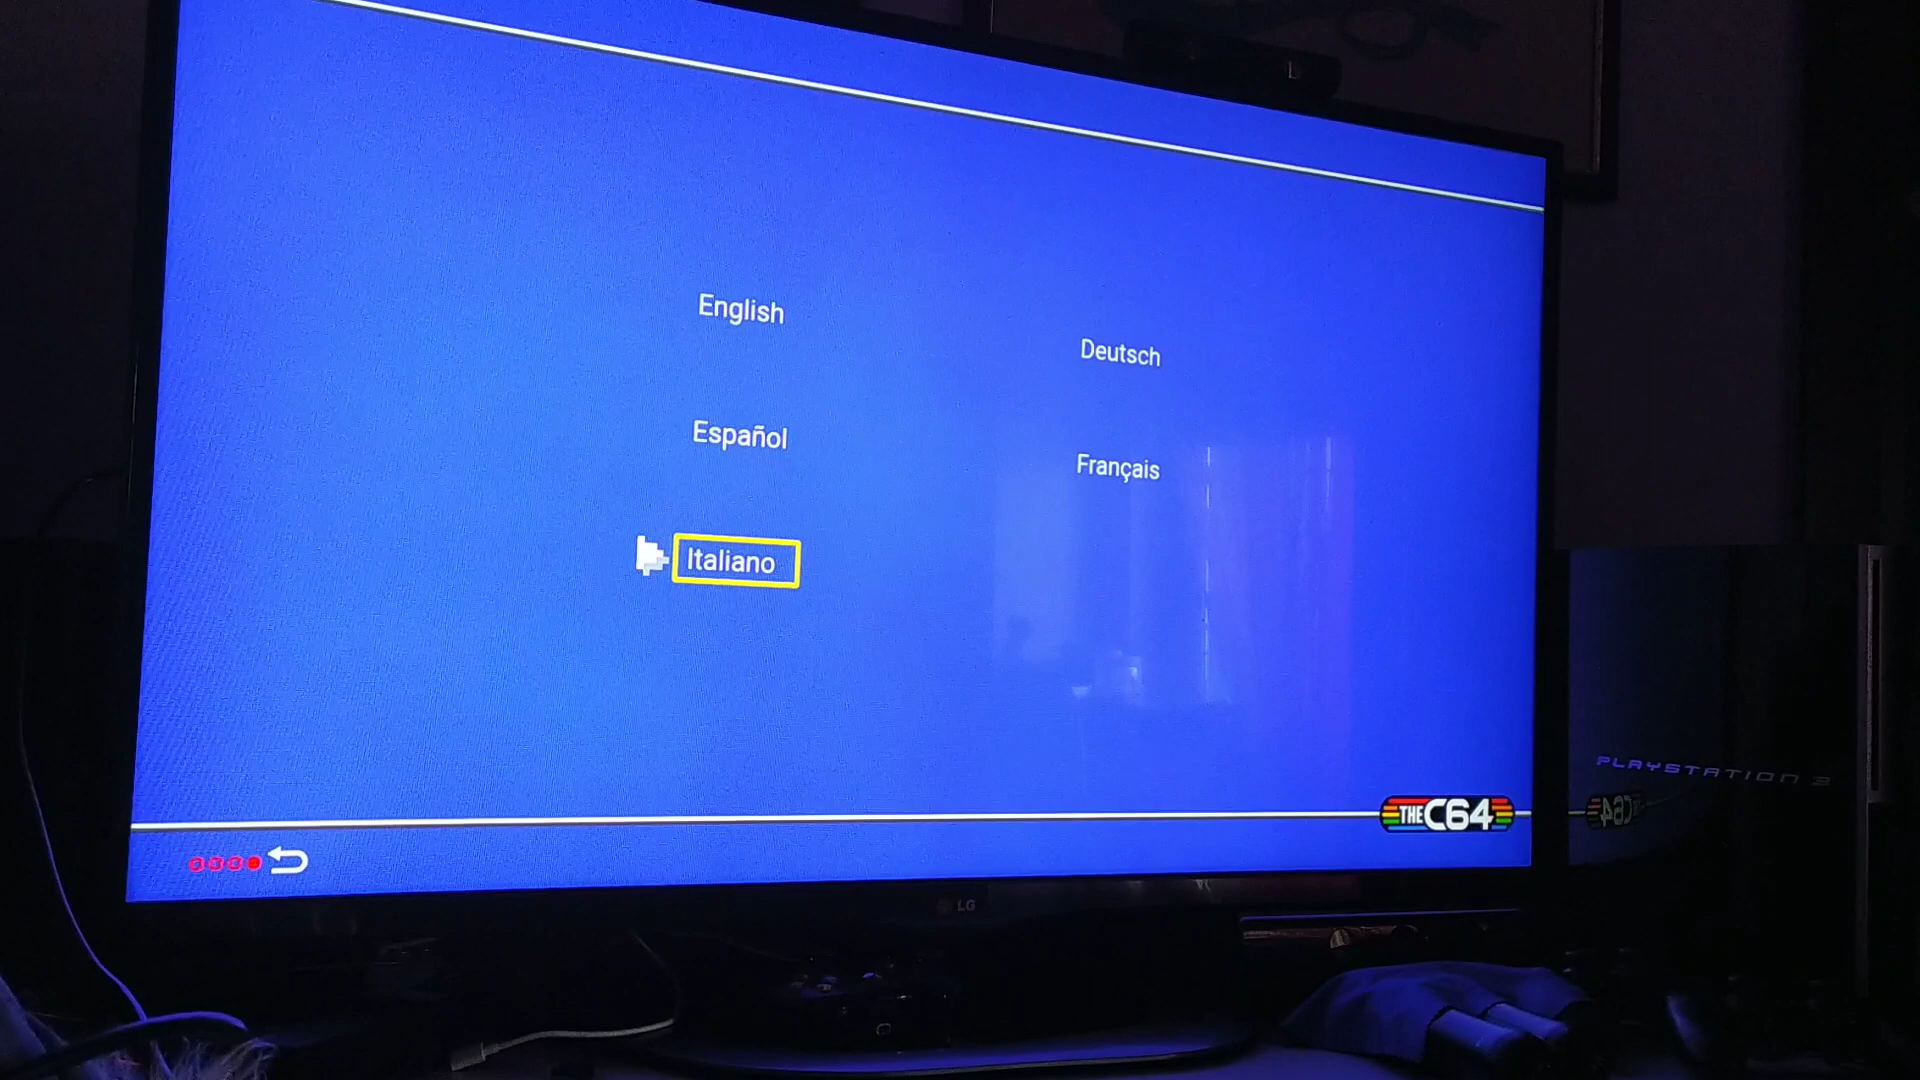 English
Deutsch
Español
Français
Italiano
THEC64
LG
PLAYSTATION 3